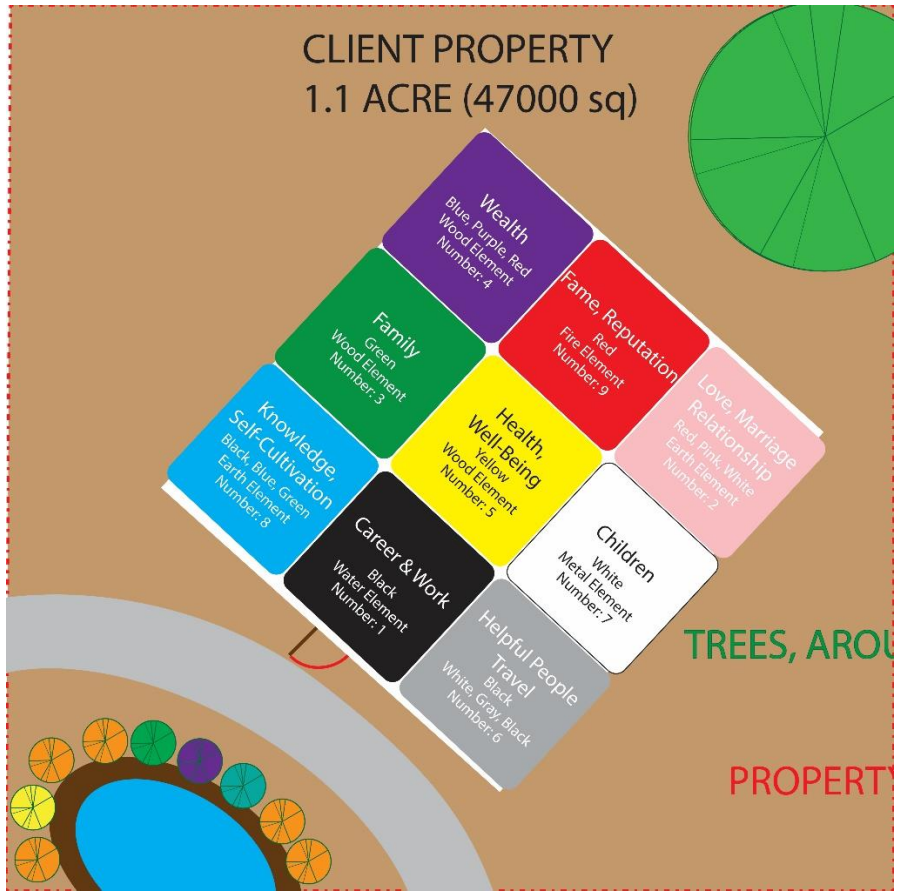 CLIENT PROPERTY
1.1 ACRE (47000 sq)
Wealth
Blue, Purple, Red
Wood Element
Number: 4
Fame, Reputation
Red
Fire Element
Number: 9
Love, Marriage
Relationship
Red, Pink, White
Earth Element
Number: 2
Family
Green
Wood Element
Number: 3
Health,
Well-Being
Yellow
Wood Element
Number: 5
Children
White
Metal Element
Number: 7
Knowledge,
Self-Cultivation
Black, Blue, Green
Earth Element
Number: 8
Career & Work
Black
Water Element
Number: 1
Helpful People
Travel
Black
White, Gray, Black
Number: 6
TREES, AROU
PROPERTY